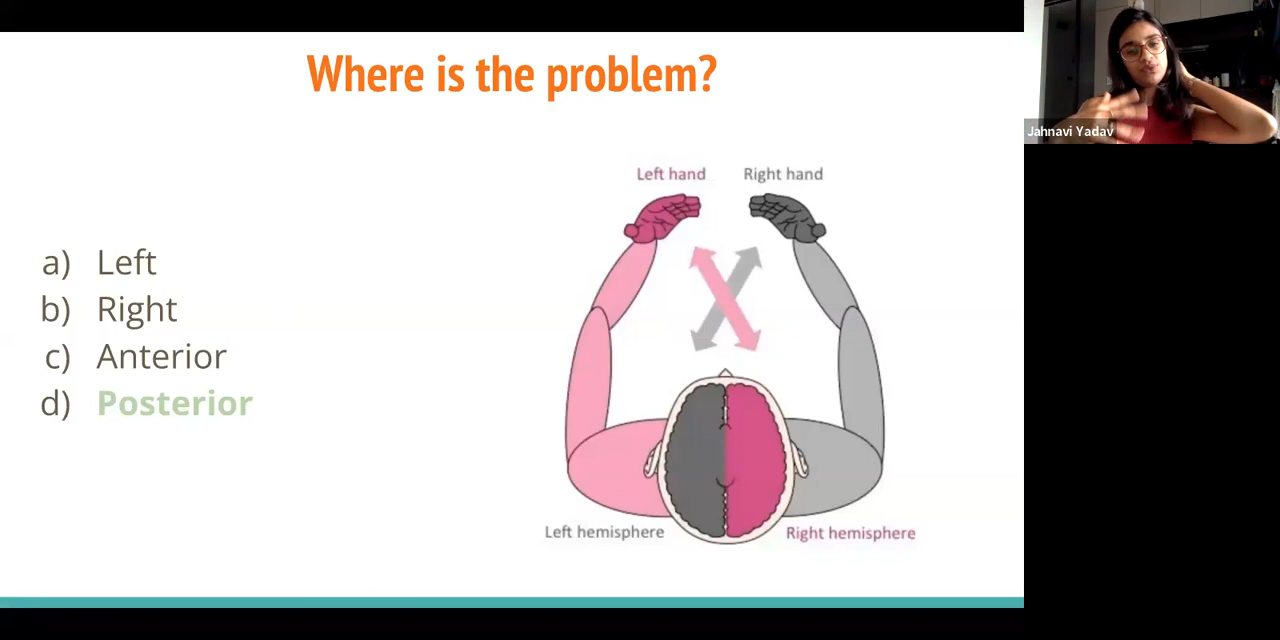 Where is the problem?
Jahnavi Yadav
Left hand
Right hand
a) Left
b) Right
c) Anterior
d) Posterior
Left hemisphere
Right hemisphere